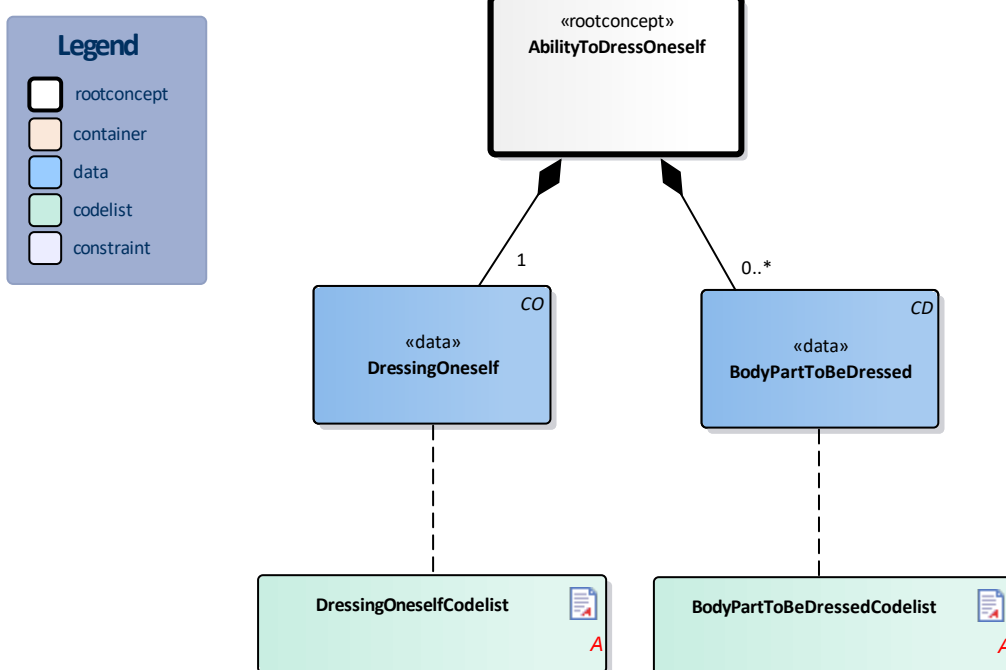 Legend
rootconcept
container
data
codelist
constraint
«rootconcept»
AbilityToDressOneself
1
0..*
CO
«data»
DressingOneself
CD
«data»
BodyPartToBeDressed
DressingOneselfCodelist
A
BodyPartToBeDressedCodelist
A